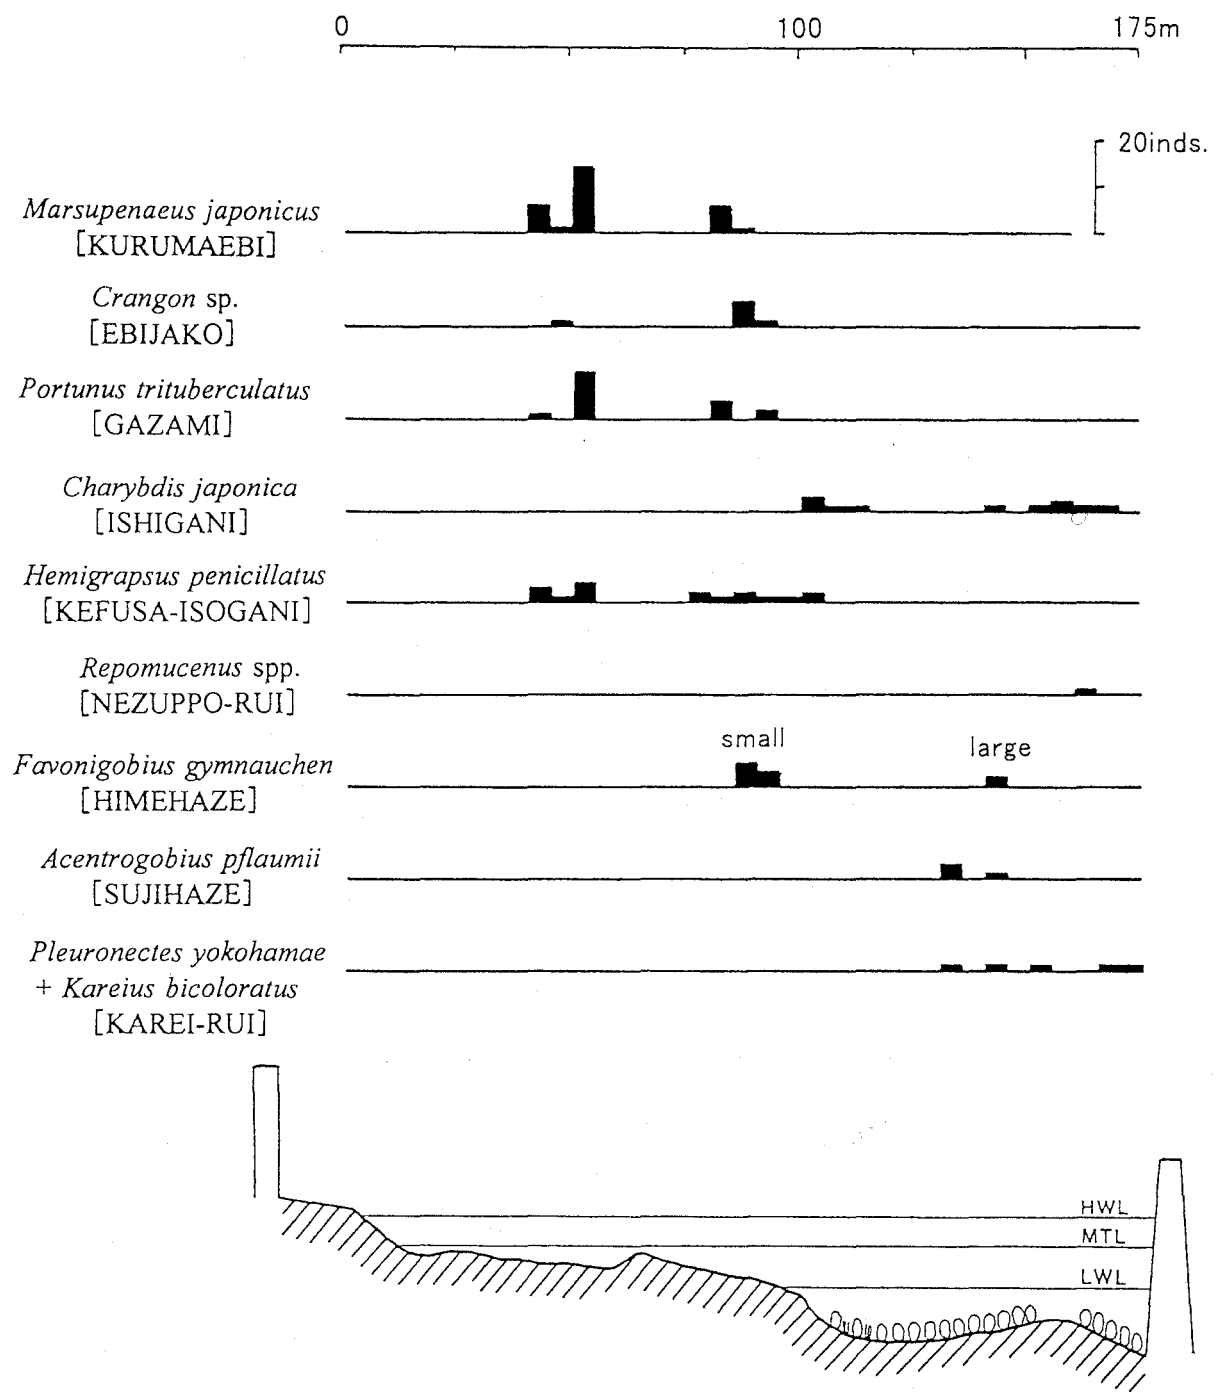 0 100 175m
20inds.
Marsupenaeus japonicus
[KURUMAEBI]
Crangon sp.
[EBIJAKO]
Portunus trituberculatus
[GAZAMI]
Charybdis japonica
[ISHIGANI]
Hemigrapsus penicillatus
[KEFUSA-ISOGANI]
Repomucenus spp.
[NEZUPPO-RUI]
small large
Favonigobius gymnauchen
[HIMEHAZE]
Acentrogobius pflaumii
[SUJIHAZE]
Pleuronectes yokohamae
+ Kareius bicoloratus
[KAREI-RUI]
HWL
MTL
LWL